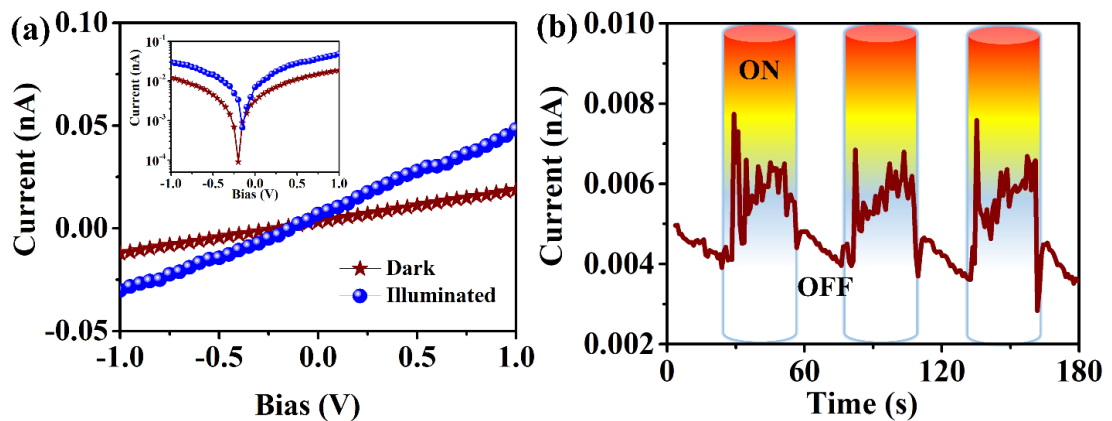 (a)
0.10
0.05
0.00
-0.05
Current (nA)
-1.0 -0.5 0.0 0.5 1.0
Bias (V)
Dark
Illuminated
10-1
10-2
10-3
10-4
Current (nA)
-1.0 -0.5 0.0 0.5 1.0
Bias (V)
(b)
0.010
0.008
0.006
0.004
0.002
Current (nA)
ON
OFF
0 60 120 180
Time (s)